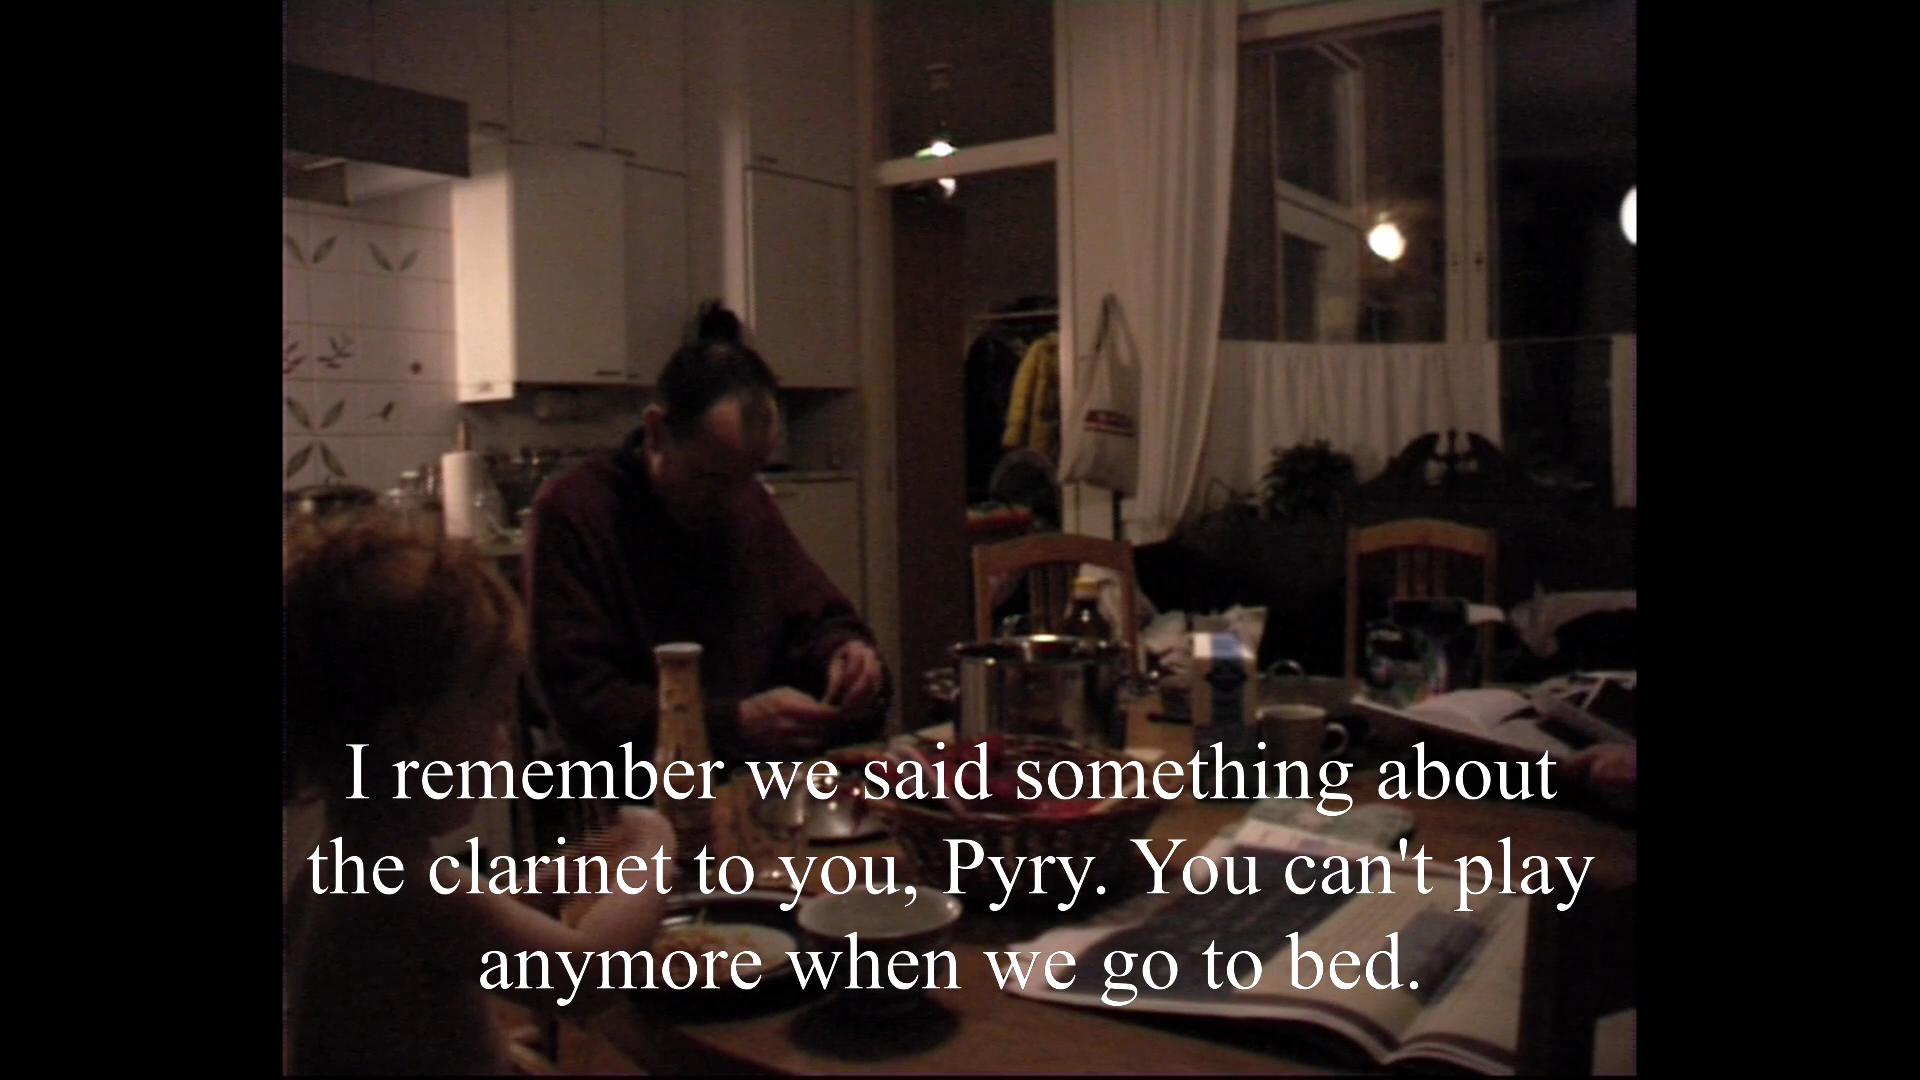 I remember we said something about
the clarinet to you, Pyry. You can't play
anymore when we go to bed.